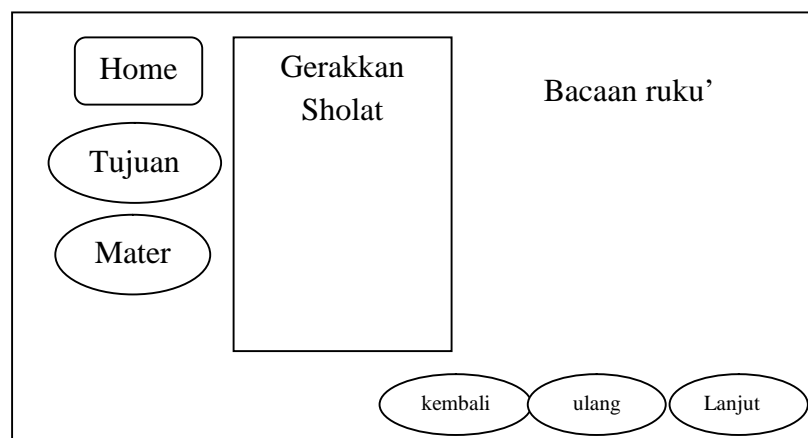 Home
Tujuan
Mater
Gerakkan
Sholat
Bacaan ruku’
kembali
ulang
Lanjut